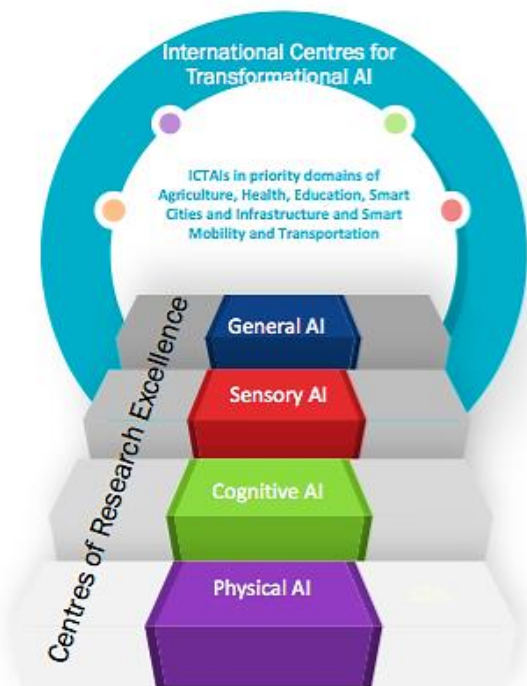 International Centres for
Transformational AI
ICTAIs in priority domains of
Agriculture, Health, Education, Smart
Cities and Infrastructure and Smart
Mobility and Transportation
General AI
Sensory AI
Cognitive AI
Physical AI
Centres of Research Excellence